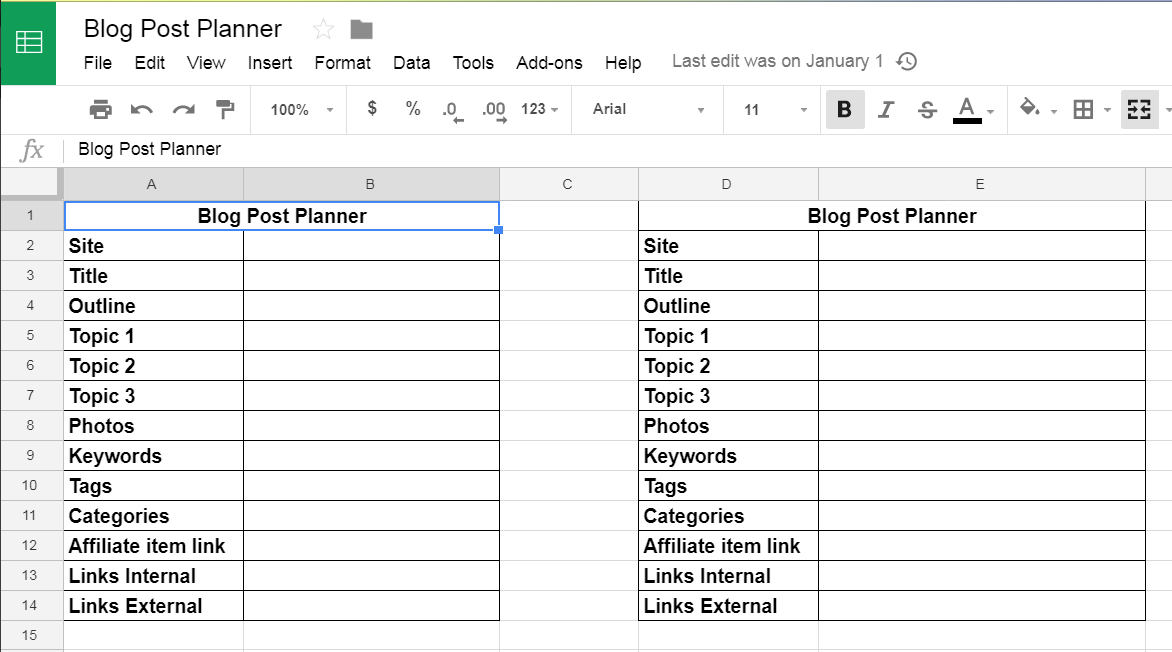 Blog Post Planner
File Edit View Insert Format Data Tools Add-ons Help Last edit was on January 1
100% $ % .0 .00 123 Arial 11 B I S A
fx Blog Post Planner
A B C D E
1 Blog Post Planner Blog Post Planner
2 Site Site
3 Title Title
4 Outline Outline
5 Topic 1 Topic 1
6 Topic 2 Topic 2
7 Topic 3 Topic 3
8 Photos Photos
9 Keywords Keywords
10 Tags Tags
11 Categories Categories
12 Affiliate item link Affiliate item link
13 Links Internal Links Internal
14 Links External Links External
15